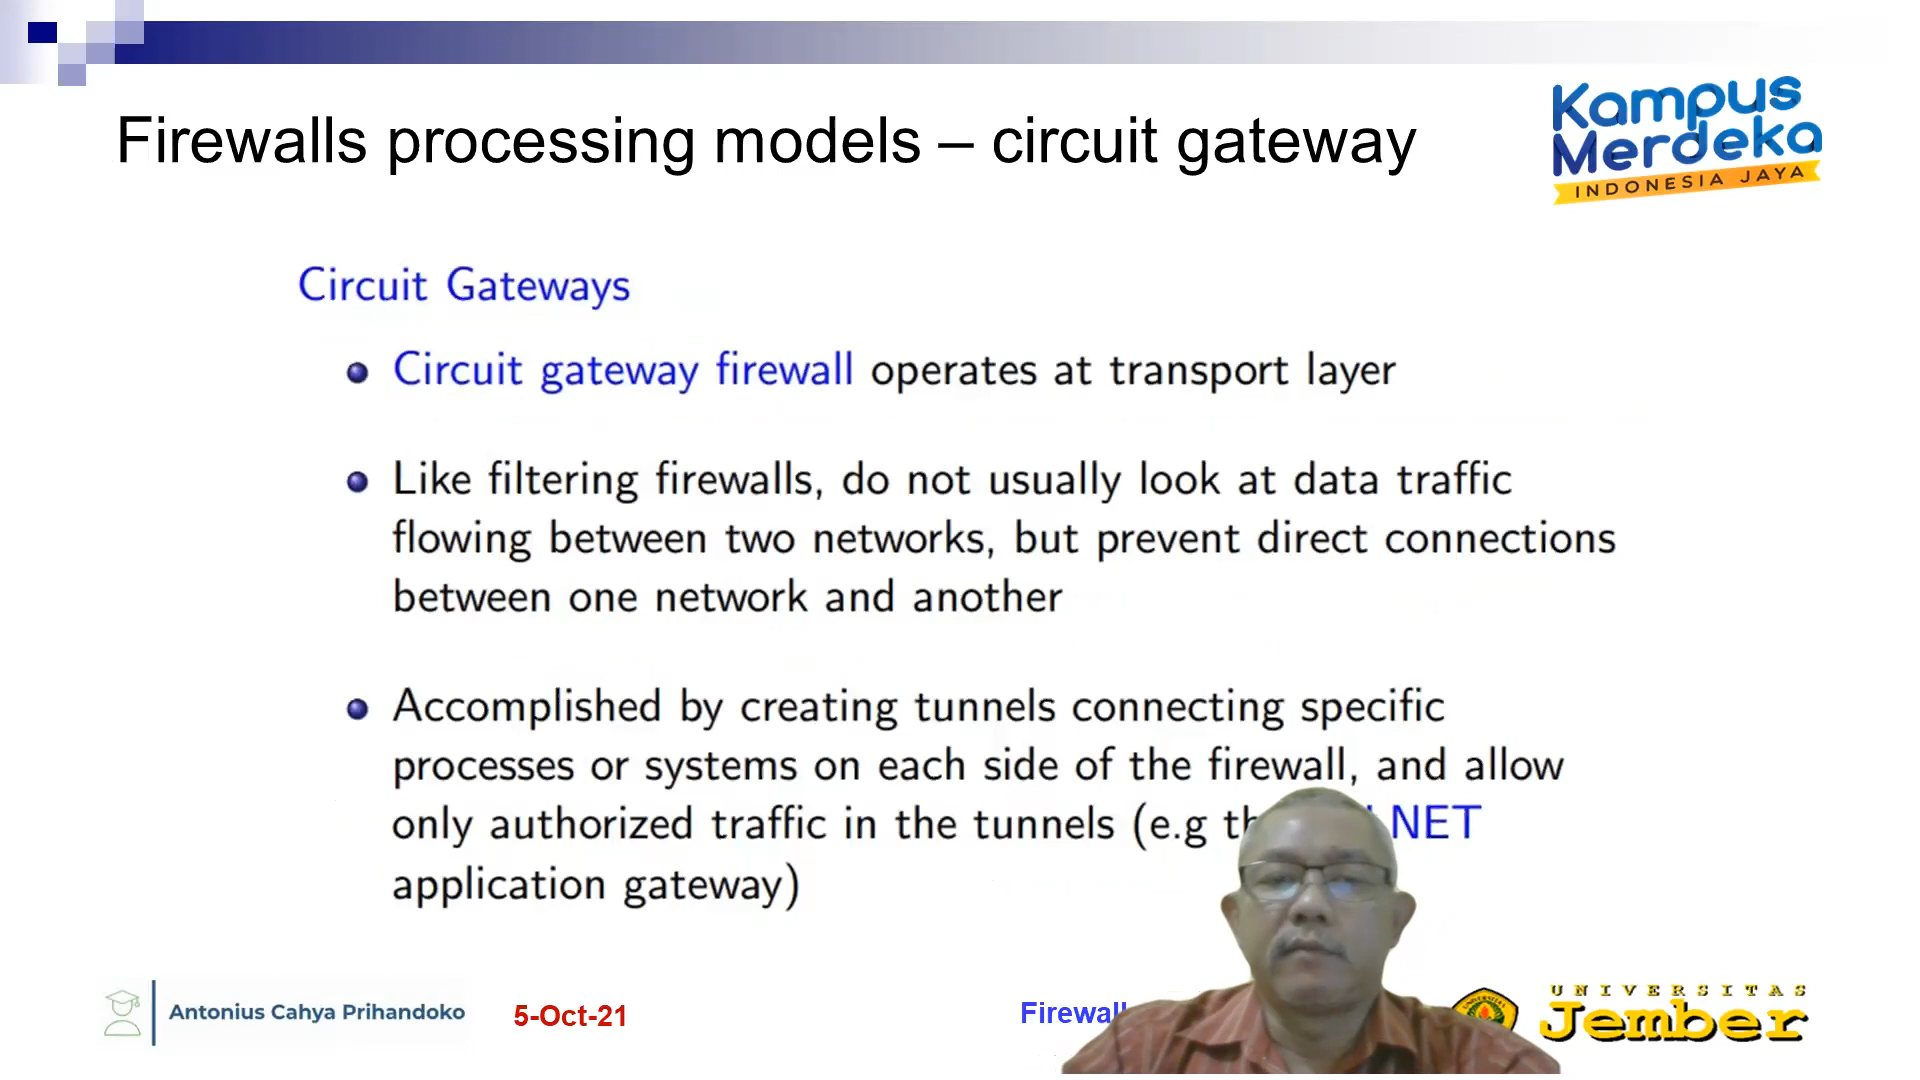 Kampus
Merdeka
INDONESIA JAYA
Firewalls processing models – circuit gateway
Circuit Gateways
Circuit gateway firewall operates at transport layer
Like filtering firewalls, do not usually look at data traffic
flowing between two networks, but prevent direct connections
between one network and another
Accomplished by creating tunnels connecting specific
processes or systems on each side of the firewall, and allow
only authorized traffic in the tunnels (e.g NET
application gateway)
Antonius Cahya Prihandoko
5-Oct-21
Firewall
UNIVERSITAS
Jember